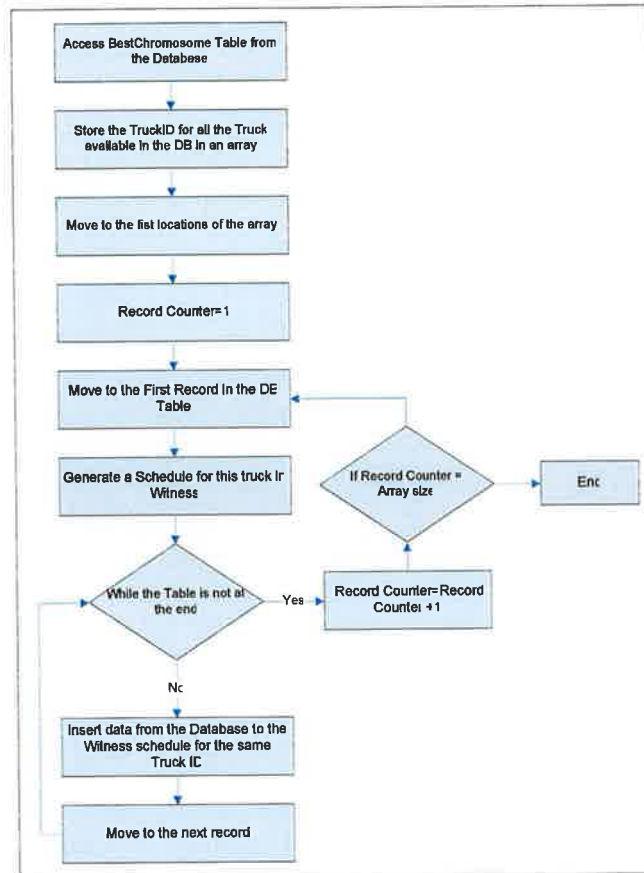 Access BestChromosome Table from
the Database
Store the TruckID for all the Truck
available in the DB in an array
Move to the list locations of the array
Record Counter=1
Move to the First Record in the DE
Table
Generate a Schedule for this truck Ir
Witness
While the Table is not at
the end
Yes
Record Counter=Record
Counter +1
If Record Counter =
Array size
Enc
Nc
Insert data from the Database to the
Witness schedule for the same
Truck ID
Move to the next record